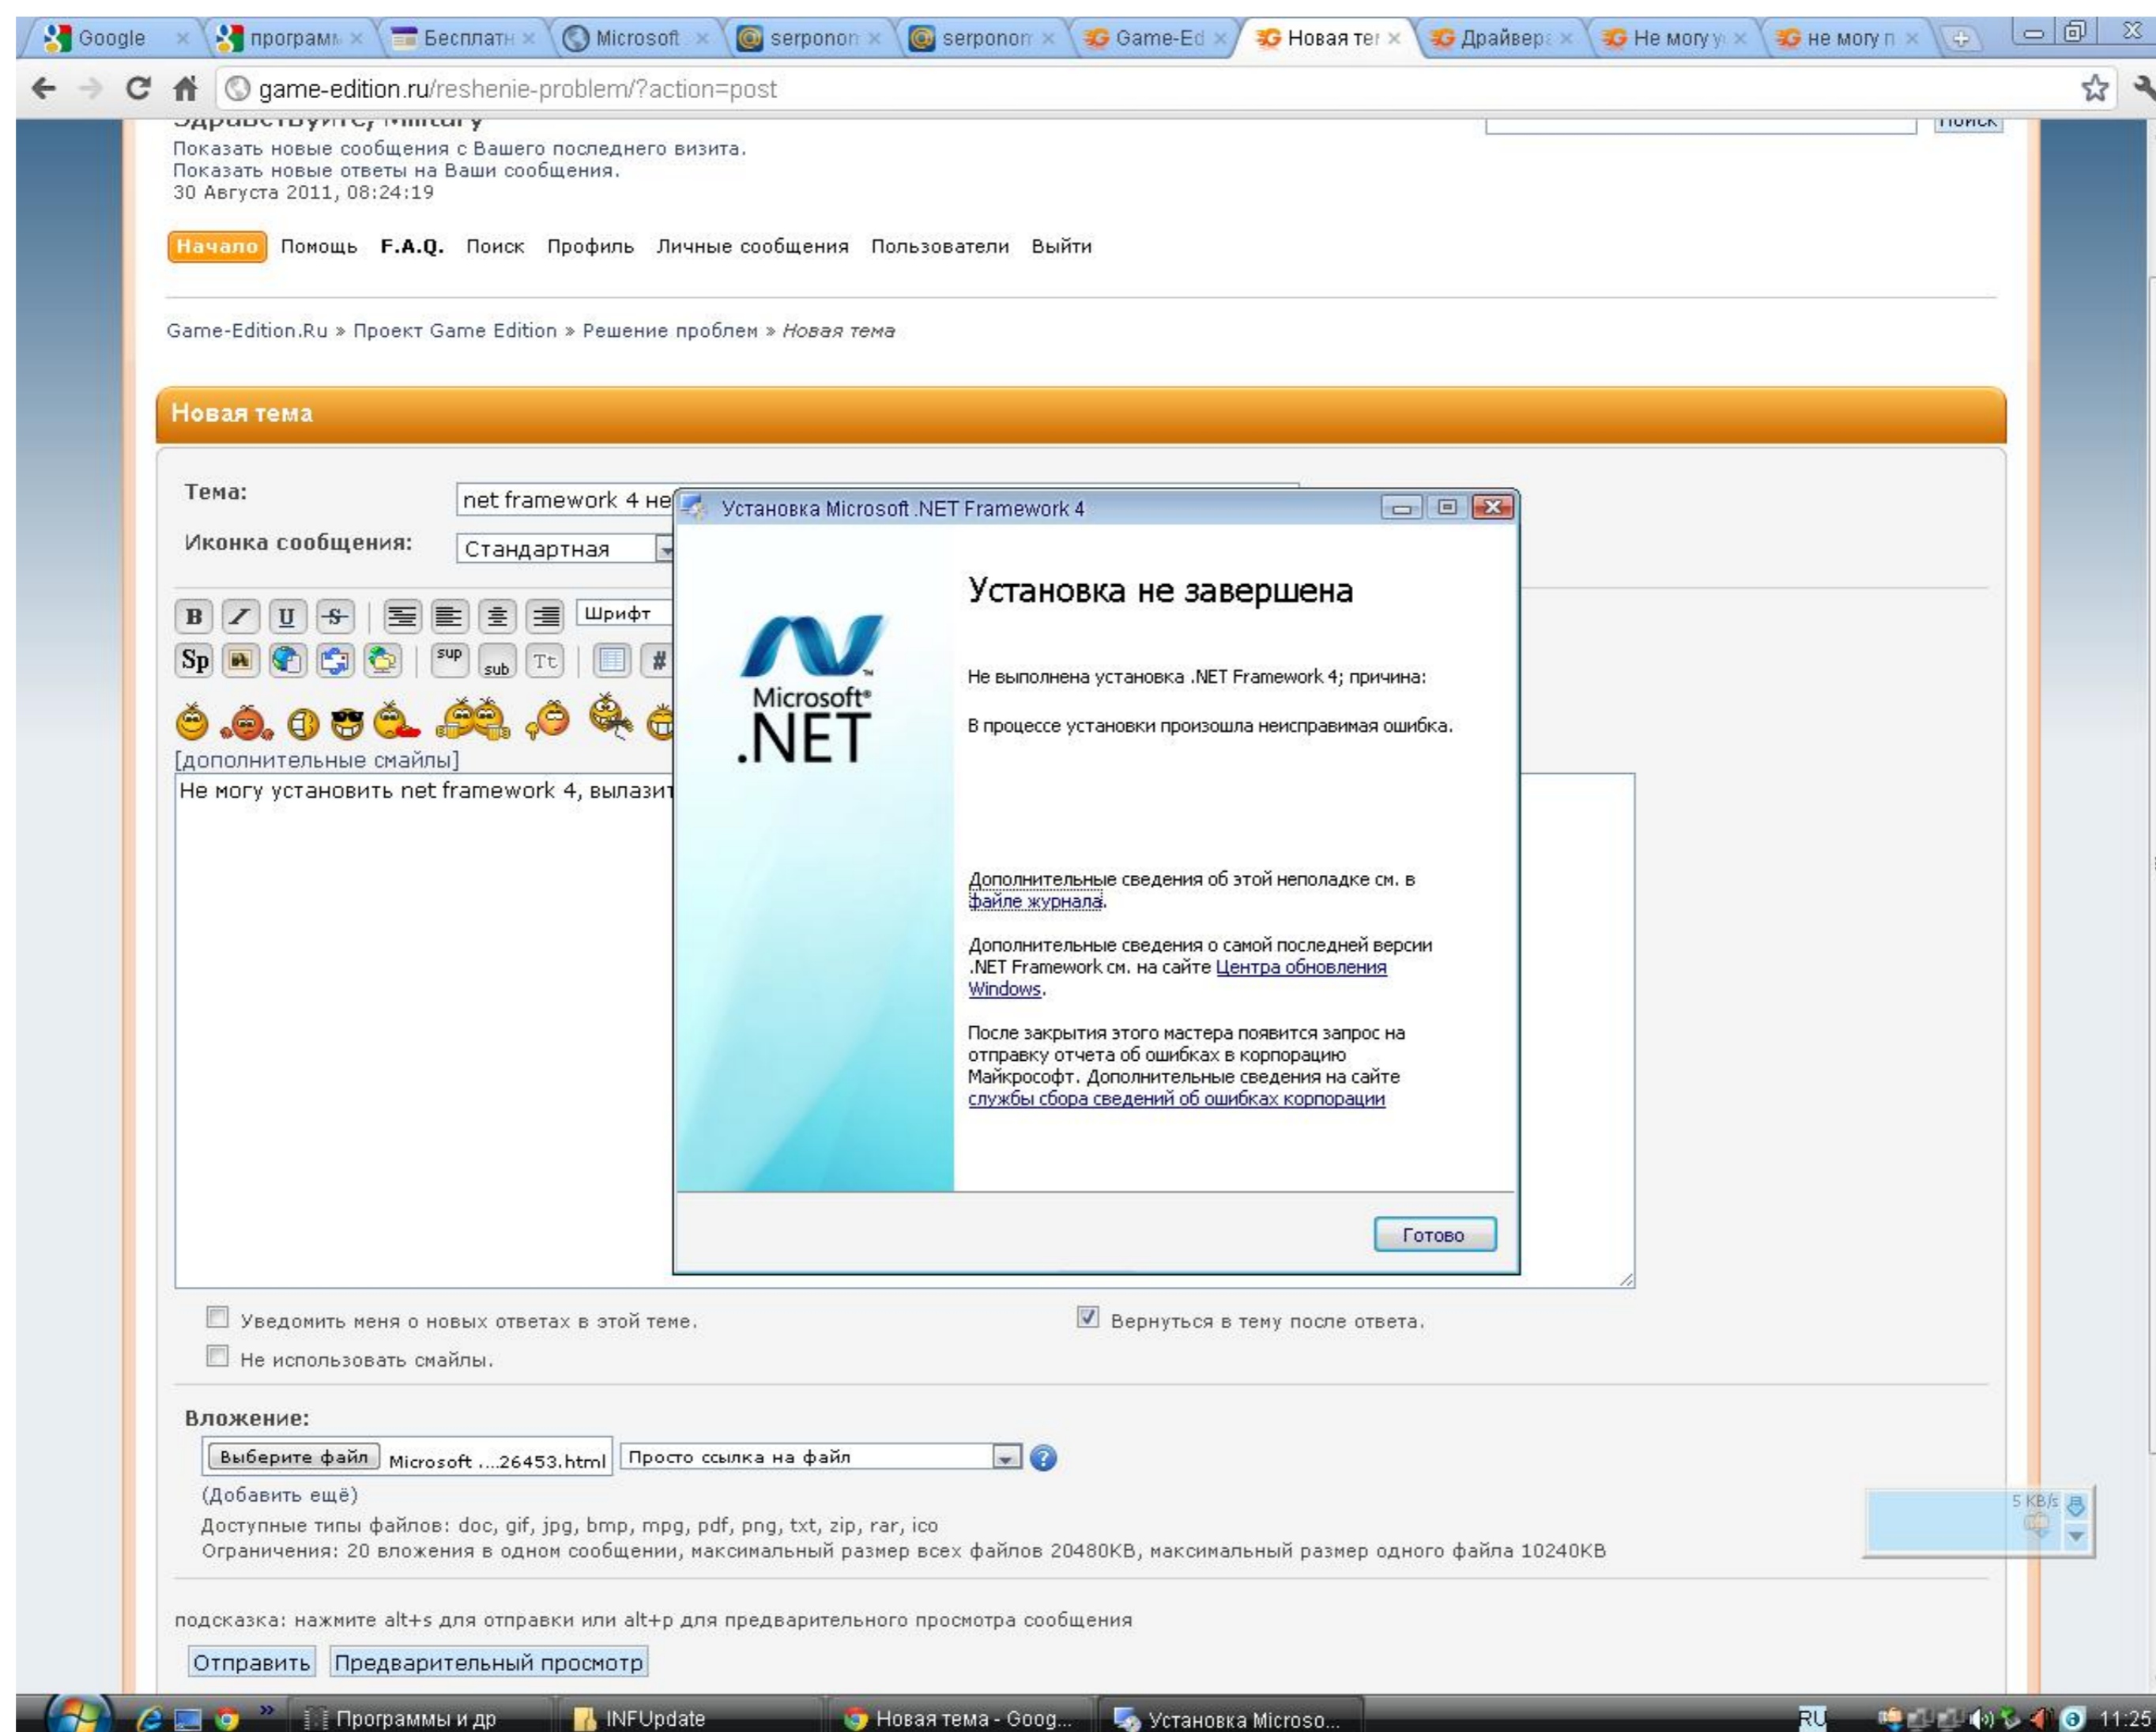 Google
программ
Бесплатн
Microsoft
serponon
serponon
Game-Ed
Новая тег
Драйвера
Не могу у
не могу п
game-edition.ru/reshenie-problem/?action=post
Здравствуйте, Military
Поиск
Показать новые сообщения с Вашего последнего визита.
Показать новые ответы на Ваши сообщения.
30 Августа 2011, 08:24:19
Начало Помощь F.A.Q. Поиск Профиль Личные сообщения Пользователи Выйти
Game-Edition.Ru » Проект Game Edition » Решение проблем » Новая тема
Новая тема
Тема:
net framework 4 не
Иконка сообщения:
Стандартная
B I U S Шрифт
Sp sup sub Tt #
[дополнительные смайлы]
Не могу установить net framework 4, вылазит
Установка Microsoft .NET Framework 4
Установка не завершена
Microsoft®
.NET
Не выполнена установка .NET Framework 4; причина:
В процессе установки произошла неисправимая ошибка.
Дополнительные сведения об этой неполадке см. в
файле журнала.
Дополнительные сведения о самой последней версии
.NET Framework см. на сайте Центра обновления
Windows.
После закрытия этого мастера появится запрос на
отправку отчета об ошибках в корпорацию
Майкрософт. Дополнительные сведения на сайте
службы сбора сведений об ошибках корпорации
Готово
Уведомить меня о новых ответах в этой теме.
Вернуться в тему после ответа.
Не использовать смайлы.
Вложение:
Выберите файл Microsoft ....26453.html
Просто ссылка на файл
(Добавить ещё)
Доступные типы файлов: doc, gif, jpg, bmp, mpg, pdf, png, txt, zip, rar, ico
Ограничения: 20 вложения в одном сообщении, максимальный размер всех файлов 20480KB, максимальный размер одного файла 10240KB
5 KB/s
подсказка: нажмите alt+s для отправки или alt+p для предварительного просмотра сообщения
Отправить Предварительный просмотр
Программы и др
INFUpdate
Новая тема - Goog...
Установка Microso...
RU
11:25